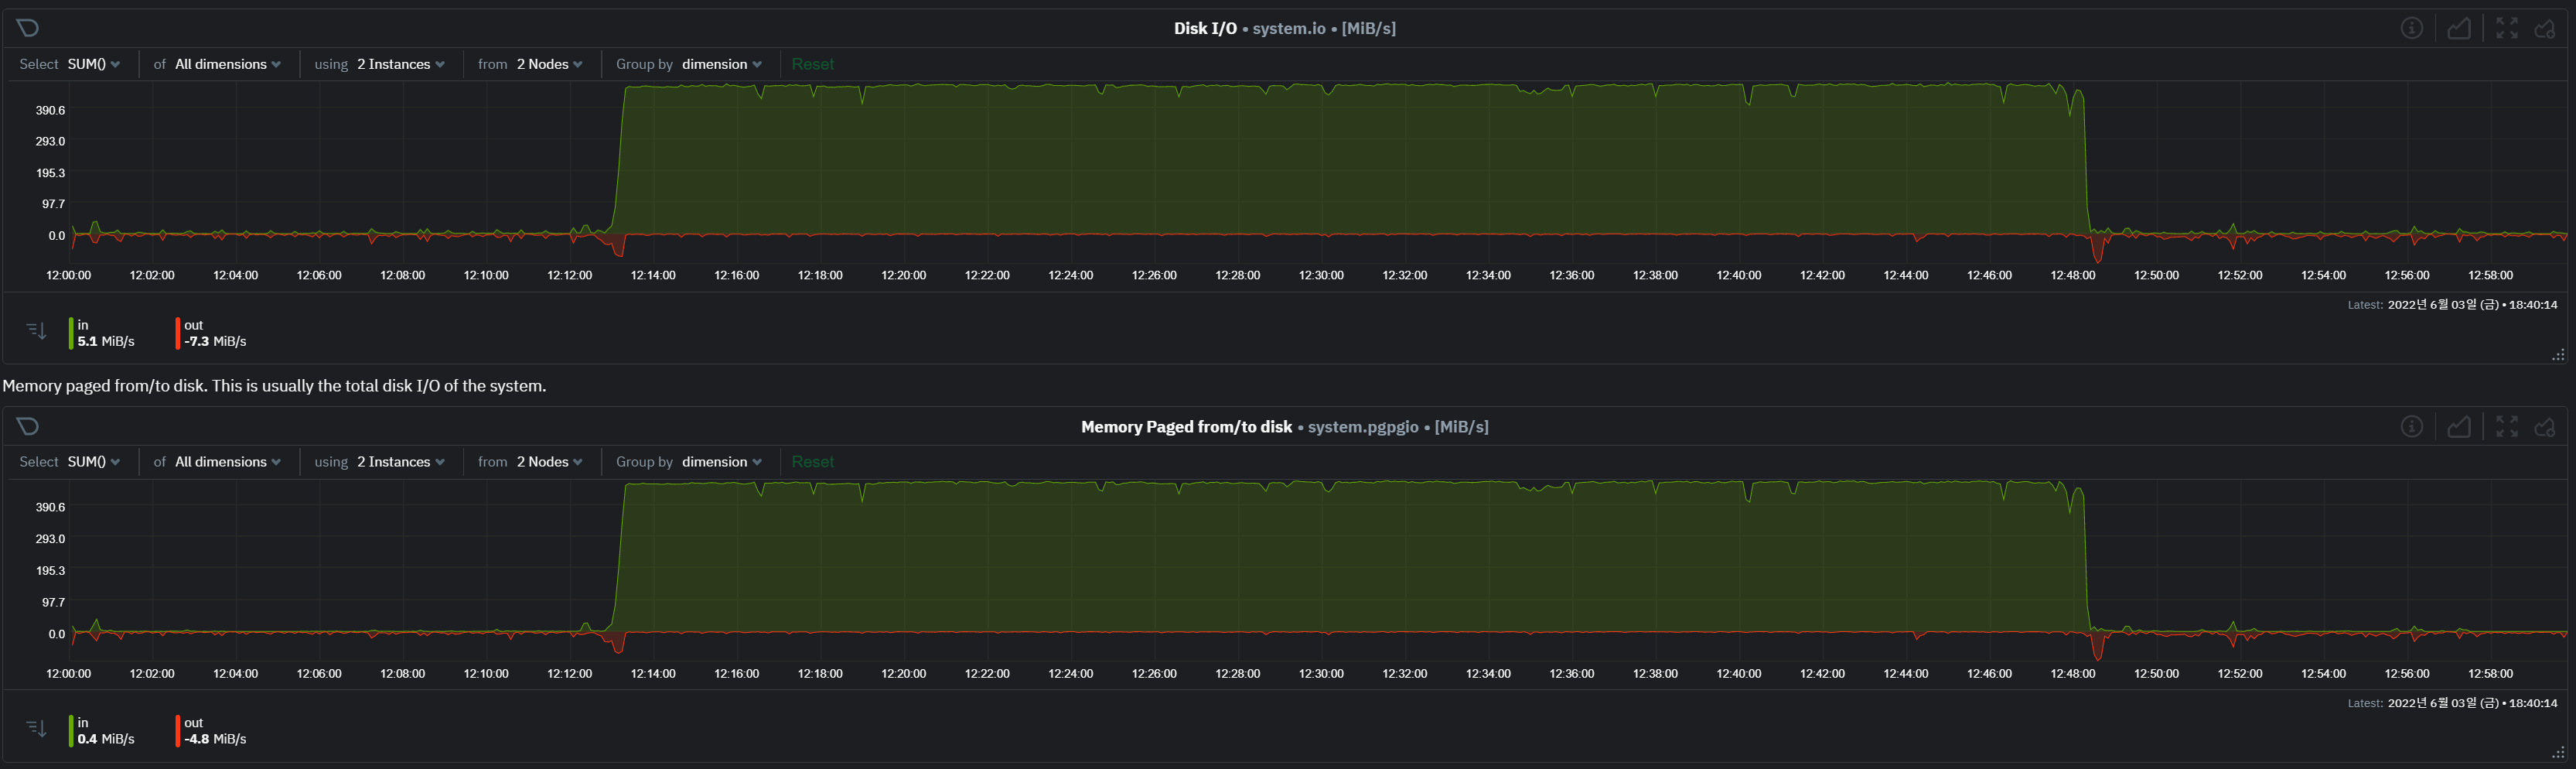 Disk I/O • system.io • [MiB/s]
Select SUM() of All dimensions using 2 Instances from 2 Nodes Group by dimension Reset
390.6
293.0
195.3
97.7
0.0
12:00:00 12:02:00 12:04:00 12:06:00 12:08:00 12:10:00 12:12:00 12:14:00 12:16:00 12:18:00 12:20:00 12:22:00 12:24:00 12:26:00 12:28:00 12:30:00 12:32:00 12:34:00 12:36:00 12:38:00 12:40:00 12:42:00 12:44:00 12:46:00 12:48:00 12:50:00 12:52:00 12:54:00 12:56:00 12:58:00
Latest: 2022년 6월 03일 (금) • 18:40:14
in out
5.1 MiB/s -7.3 MiB/s
Memory paged from/to disk. This is usually the total disk I/O of the system.
Memory Paged from/to disk • system.pgpgio • [MiB/s]
Select SUM() of All dimensions using 2 Instances from 2 Nodes Group by dimension Reset
390.6
293.0
195.3
97.7
0.0
12:00:00 12:02:00 12:04:00 12:06:00 12:08:00 12:10:00 12:12:00 12:14:00 12:16:00 12:18:00 12:20:00 12:22:00 12:24:00 12:26:00 12:28:00 12:30:00 12:32:00 12:34:00 12:36:00 12:38:00 12:40:00 12:42:00 12:44:00 12:46:00 12:48:00 12:50:00 12:52:00 12:54:00 12:56:00 12:58:00
Latest: 2022년 6월 03일 (금) • 18:40:14
in out
0.4 MiB/s -4.8 MiB/s